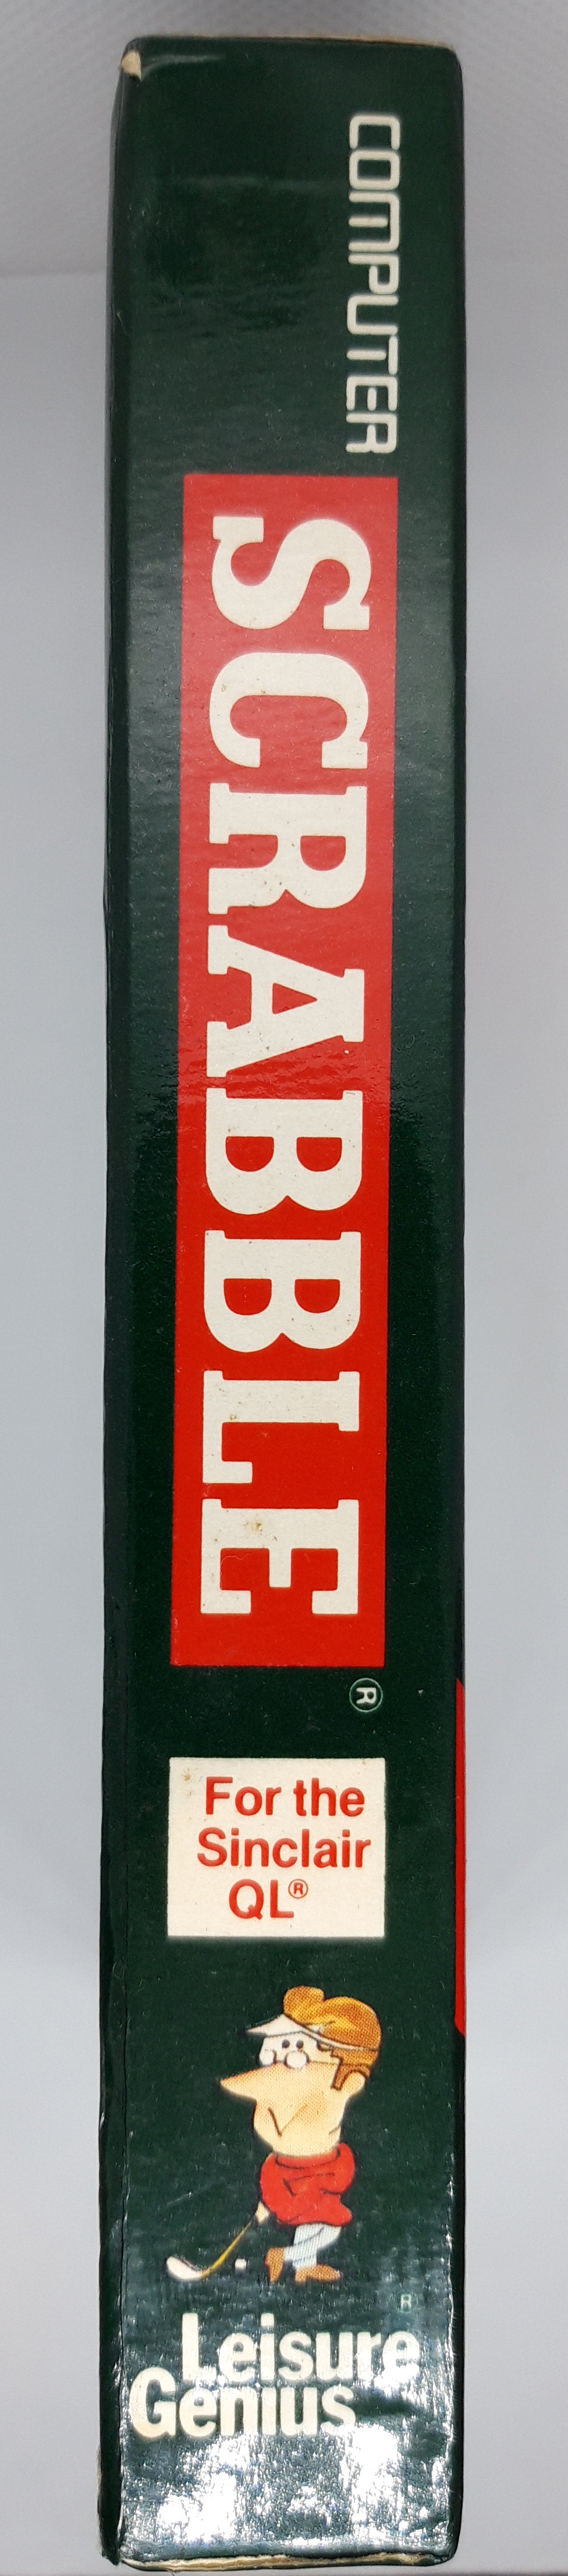 COMPUTER
SCRABBLE®
For the
Sinclair
QL®
Leisure®
Genius